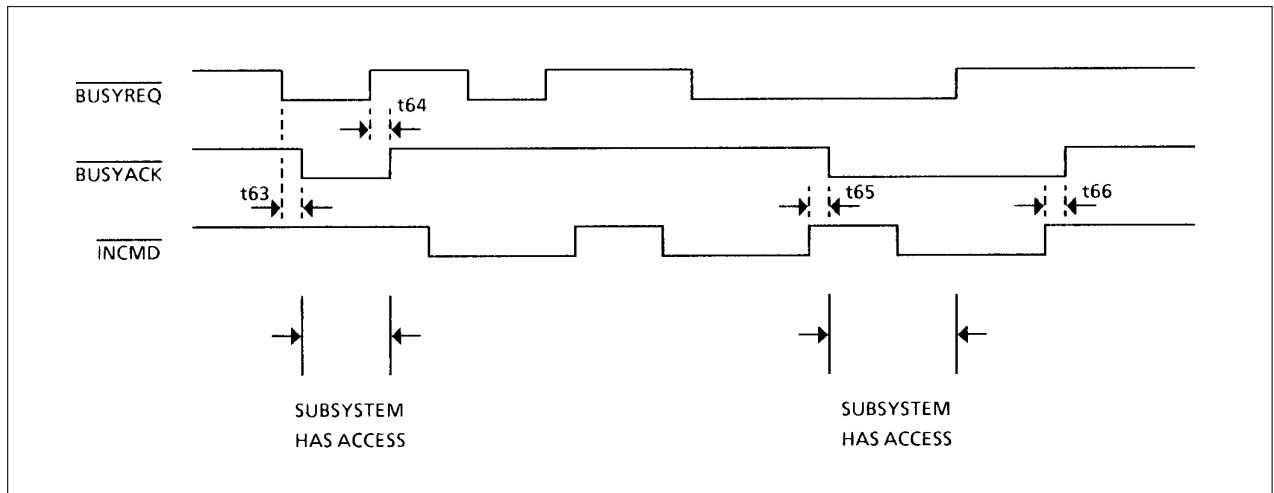 BUSYREQ
t64
BUSYACK
t63
t65
t66
INCMD
SUBSYSTEM
HAS ACCESS
SUBSYSTEM
HAS ACCESS